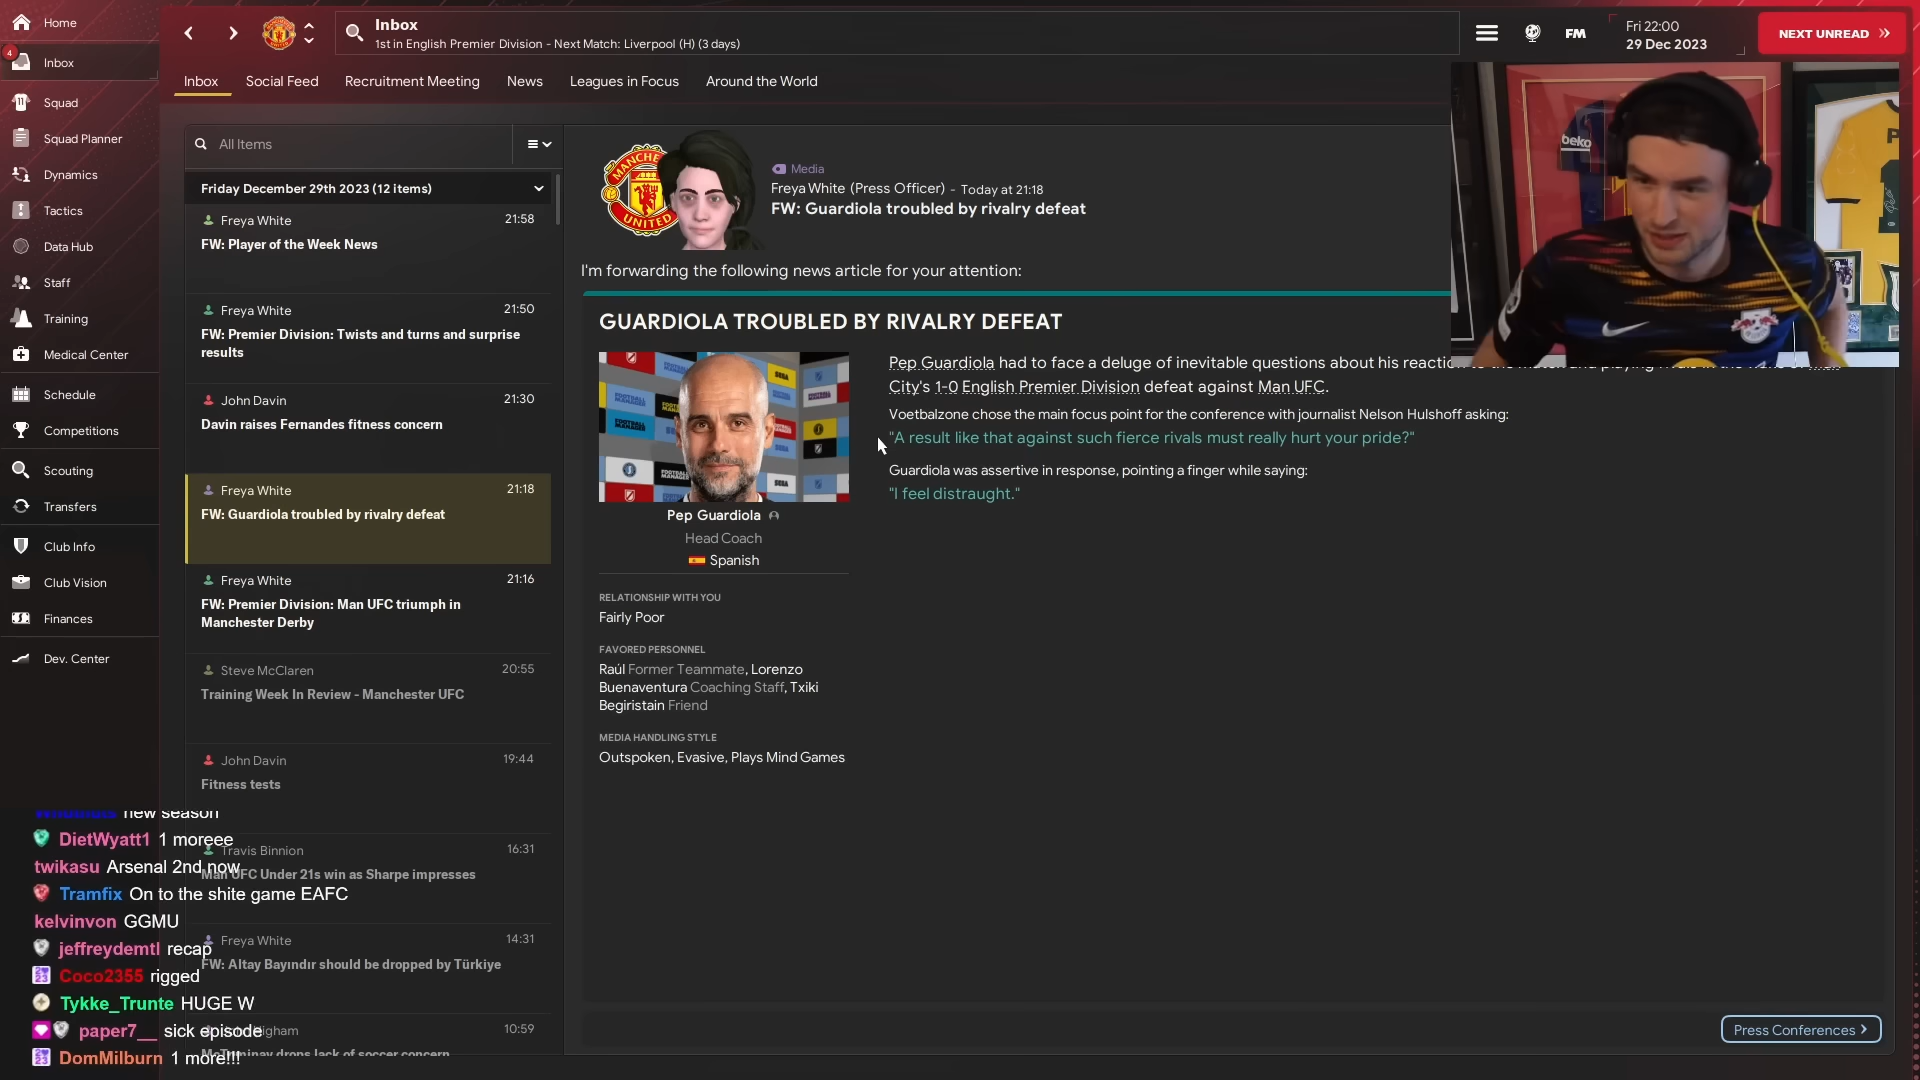 Home
4
Inbox
Squad
Squad Planner
Dynamics
Tactics
Data Hub
Staff
Training
Medical Center
Schedule
Competitions
Scouting
Transfers
Club Info
Club Vision
Finances
Dev. Center
Inbox
1st in English Premier Division - Next Match: Liverpool (H) (3 days)
FM
Fri 22:00
29 Dec 2023
NEXT UNREAD
Inbox Social Feed Recruitment Meeting News Leagues in Focus Around the World
All Items
Friday December 29th 2023 (12 items)
Freya White 21:58
FW: Player of the Week News
Freya White 21:50
FW: Premier Division: Twists and turns and surprise
results
John Davin 21:30
Davin raises Fernandes fitness concern
Freya White 21:18
FW: Guardiola troubled by rivalry defeat
Freya White 21:16
FW: Premier Division: Man UFC triumph in
Manchester Derby
Steve McClaren 20:55
Training Week In Review - Manchester UFC
John Davin 19:44
Fitness tests
Travis Binnion 16:31
Man UFC Under 21s win as Sharpe impresses
Freya White 14:31
FW: Altay Bayındır should be dropped by Türkiye
10:59
drops lack of soccer concern
MANCHESTER
UNITED
Media
Freya White (Press Officer) - Today at 21:18
FW: Guardiola troubled by rivalry defeat
I'm forwarding the following news article for your attention:
GUARDIOLA TROUBLED BY RIVALRY DEFEAT
Pep Guardiola had to face a deluge of inevitable questions about his
City's 1-0 English Premier Division defeat against Man UFC.
Voetbalzone chose the main focus point for the conference with journalist Nelson Hulshoff asking:
"A result like that against such fierce rivals must really hurt your pride?"
Guardiola was assertive in response, pointing a finger while saying:
"I feel distraught."
Pep Guardiola
Head Coach
Spanish
RELATIONSHIP WITH YOU
Fairly Poor
FAVORED PERSONNEL
Raúl Former Teammate, Lorenzo
Buenaventura Coaching Staff, Txiki
Begiristain Friend
MEDIA HANDLING STYLE
Outspoken, Evasive, Plays Mind Games
beko
new season
DietWyatt1 1 moreee
twikasu Arsenal 2nd now
Tramfix On to the shite game EAFC
kelvinvon GGMU
jeffreydemtl recap
Coco2355 rigged
Tykke_Trunte HUGE W
paper7__ sick episode
DomMilburn 1 more!!!
Press Conferences